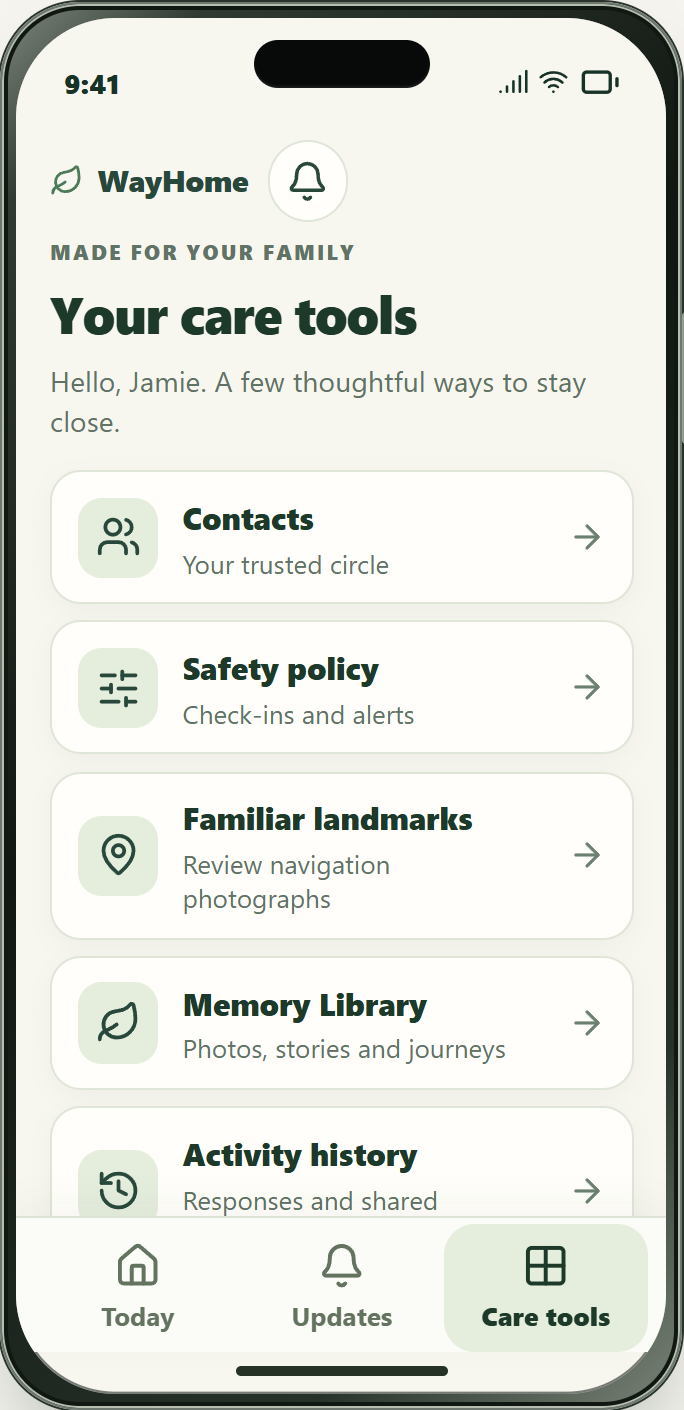 9:41
WayHome
MADE FOR YOUR FAMILY
Your care tools
Hello, Jamie. A few thoughtful ways to stay
close.
Contacts
Your trusted circle
Safety policy
Check-ins and alerts
Familiar landmarks
Review navigation
photographs
Memory Library
Photos, stories and journeys
Activity history
Responses and shared
Today
Updates
Care tools